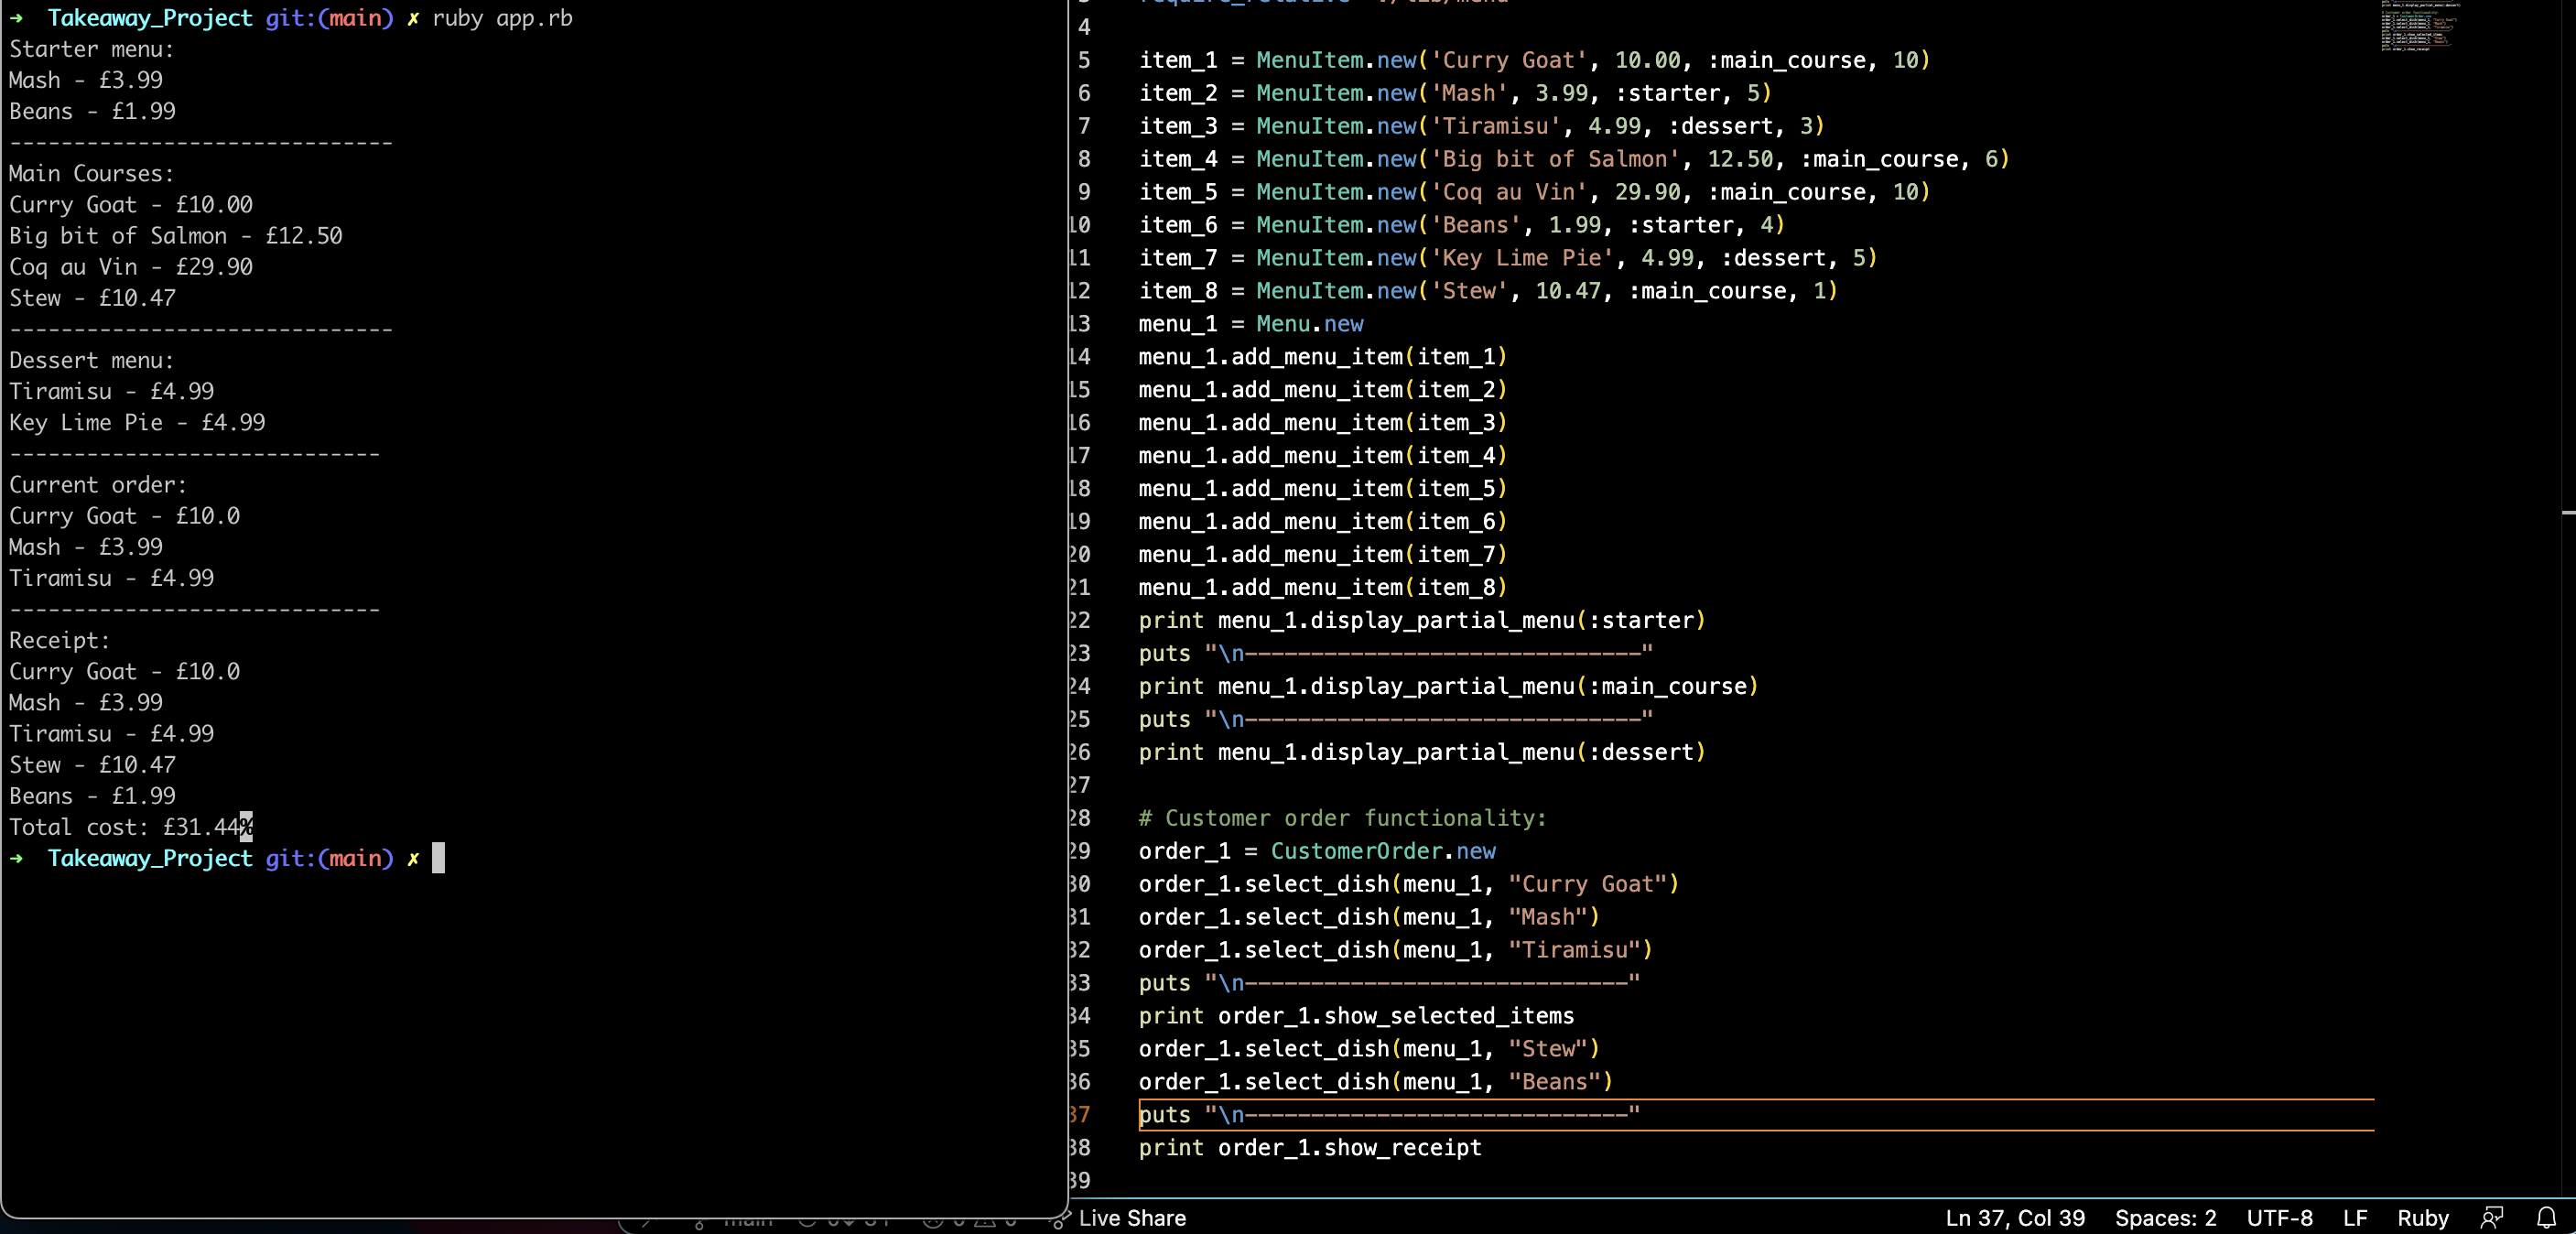 ➜  Takeaway_Project git:(main) ✗ ruby app.rb
Starter menu:
Mash - £3.99
Beans - £1.99
------------------------------
Main Courses:
Curry Goat - £10.00
Big bit of Salmon - £12.50
Coq au Vin - £29.90
Stew - £10.47
------------------------------
Dessert menu:
Tiramisu - £4.99
Key Lime Pie - £4.99
-----------------------------
Current order:
Curry Goat - £10.0
Mash - £3.99
Tiramisu - £4.99
-----------------------------
Receipt:
Curry Goat - £10.0
Mash - £3.99
Tiramisu - £4.99
Stew - £10.47
Beans - £1.99
Total cost: £31.44%
➜  Takeaway_Project git:(main) ✗
4
5 item_1 = MenuItem.new('Curry Goat', 10.00, :main_course, 10)
6 item_2 = MenuItem.new('Mash', 3.99, :starter, 5)
7 item_3 = MenuItem.new('Tiramisu', 4.99, :dessert, 3)
8 item_4 = MenuItem.new('Big bit of Salmon', 12.50, :main_course, 6)
9 item_5 = MenuItem.new('Coq au Vin', 29.90, :main_course, 10)
10 item_6 = MenuItem.new('Beans', 1.99, :starter, 4)
11 item_7 = MenuItem.new('Key Lime Pie', 4.99, :dessert, 5)
12 item_8 = MenuItem.new('Stew', 10.47, :main_course, 1)
13 menu_1 = Menu.new
14 menu_1.add_menu_item(item_1)
15 menu_1.add_menu_item(item_2)
16 menu_1.add_menu_item(item_3)
17 menu_1.add_menu_item(item_4)
18 menu_1.add_menu_item(item_5)
19 menu_1.add_menu_item(item_6)
20 menu_1.add_menu_item(item_7)
21 menu_1.add_menu_item(item_8)
22 print menu_1.display_partial_menu(:starter)
23 puts "\n------------------------------"
24 print menu_1.display_partial_menu(:main_course)
25 puts "\n------------------------------"
26 print menu_1.display_partial_menu(:dessert)
27
28 # Customer order functionality:
29 order_1 = CustomerOrder.new
30 order_1.select_dish(menu_1, "Curry Goat")
31 order_1.select_dish(menu_1, "Mash")
32 order_1.select_dish(menu_1, "Tiramisu")
33 puts "\n-----------------------------"
34 print order_1.show_selected_items
35 order_1.select_dish(menu_1, "Stew")
36 order_1.select_dish(menu_1, "Beans")
37 puts "\n-----------------------------"
38 print order_1.show_receipt
39
Live Share
Ln 37, Col 39 Spaces: 2 UTF-8 LF Ruby